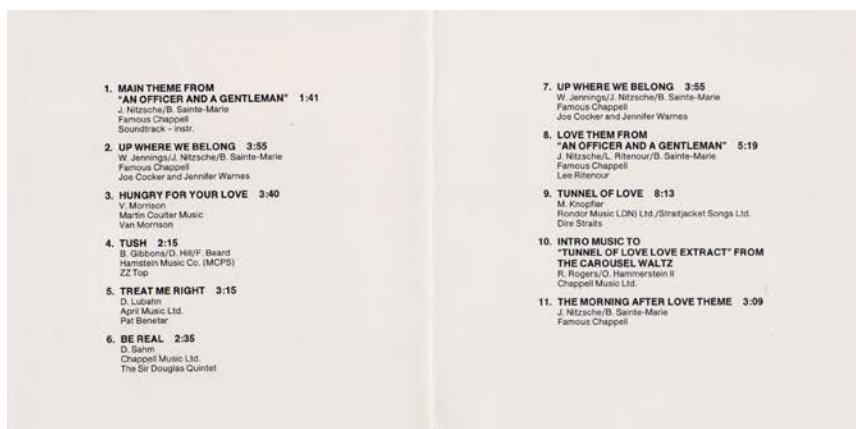 1. MAIN THEME FROM
"AN OFFICER AND A GENTLEMAN" 1:41
J. Nitzsche/B. Sainte-Marie
Famous Chappell
Soundtrack – instr.
2. UP WHERE WE BELONG 3:55
W. Jennings/J. Nitzsche/B. Sainte-Marie
Famous Chappell
Joe Cocker and Jennifer Warnes
3. HUNGRY FOR YOUR LOVE 3:40
V. Morrison
Martin Coulter Music
Van Morrison
4. TUSH 2:15
B. Gibbons/D. Hill/F. Beard
Hamstein Music Co. (MCPS)
ZZ Top
5. TREAT ME RIGHT 3:15
D. Lubahn
April Music Ltd.
Pat Benetar
6. BE REAL 2:35
D. Sahm
Chappell Music Ltd.
The Sir Douglas Quintet
7. UP WHERE WE BELONG 3:55
W. Jennings/J. Nitzsche/B. Sainte-Marie
Famous Chappell
Joe Cocker and Jennifer Warnes
8. LOVE THEM FROM
"AN OFFICER AND A GENTLEMAN" 5:19
J. Nitzsche/L. Ritenour/B. Sainte-Marie
Famous Chappell
Lee Ritenour
9. TUNNEL OF LOVE 8:13
M. Knopfler
Rondor Music LDN) Ltd./Straitjacket Songs Ltd.
Dire Straits
10. INTRO MUSIC TO
"TUNNEL OF LOVE LOVE EXTRACT" FROM
THE CAROUSEL WALTZ
R. Rogers/O. Hammerstein II
Chappell Music Ltd.
11. THE MORNING AFTER LOVE THEME 3:09
J. Nitzsche/B. Sainte-Marie
Famous Chappell